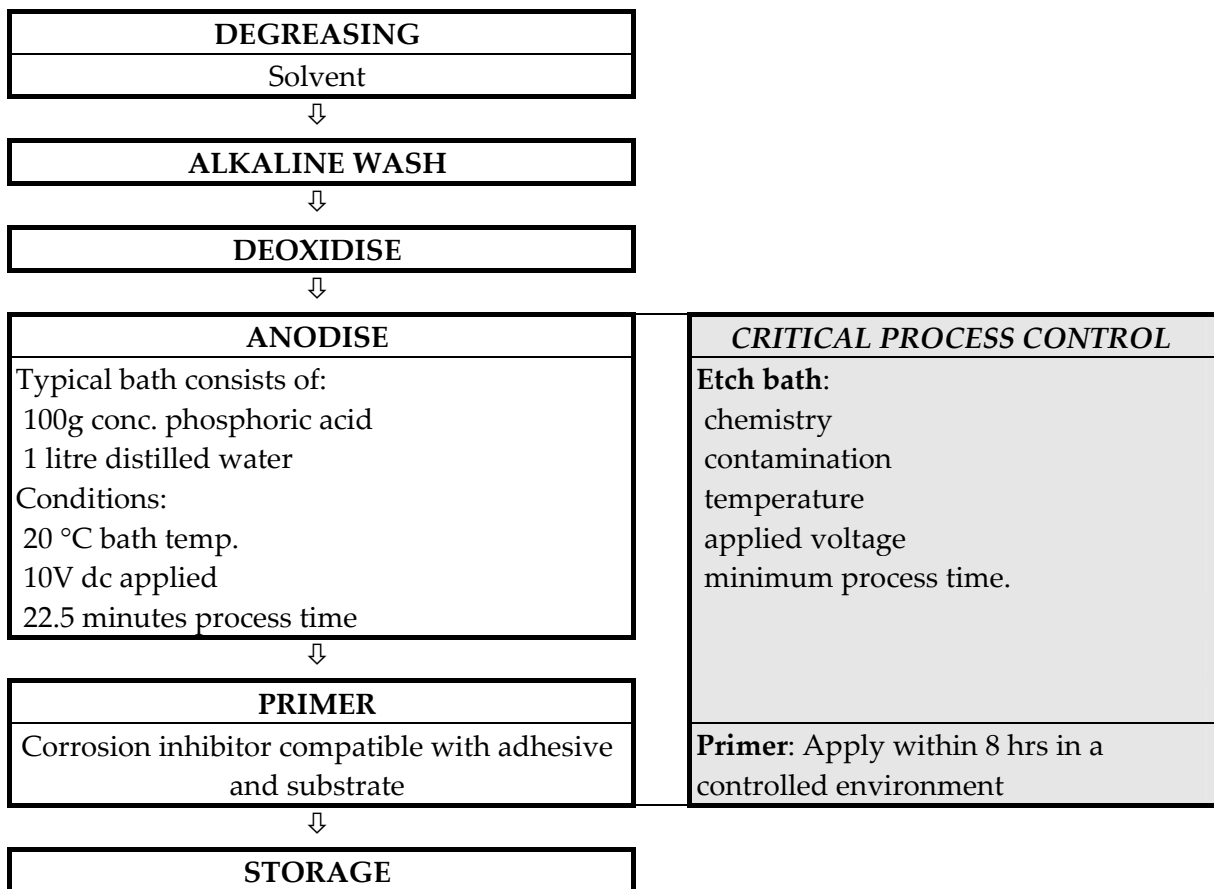 DEGREASING
Solvent
⇩
ALKALINE WASH
⇩
DEOXIDISE
⇩
ANODISE
Typical bath consists of:
100g conc. phosphoric acid
1 litre distilled water
Conditions:
20 °C bath temp.
10V dc applied
22.5 minutes process time
CRITICAL PROCESS CONTROL
Etch bath:
chemistry
contamination
temperature
applied voltage
minimum process time.
⇩
PRIMER
Corrosion inhibitor compatible with adhesive
and substrate
Primer: Apply within 8 hrs in a
controlled environment
⇩
STORAGE